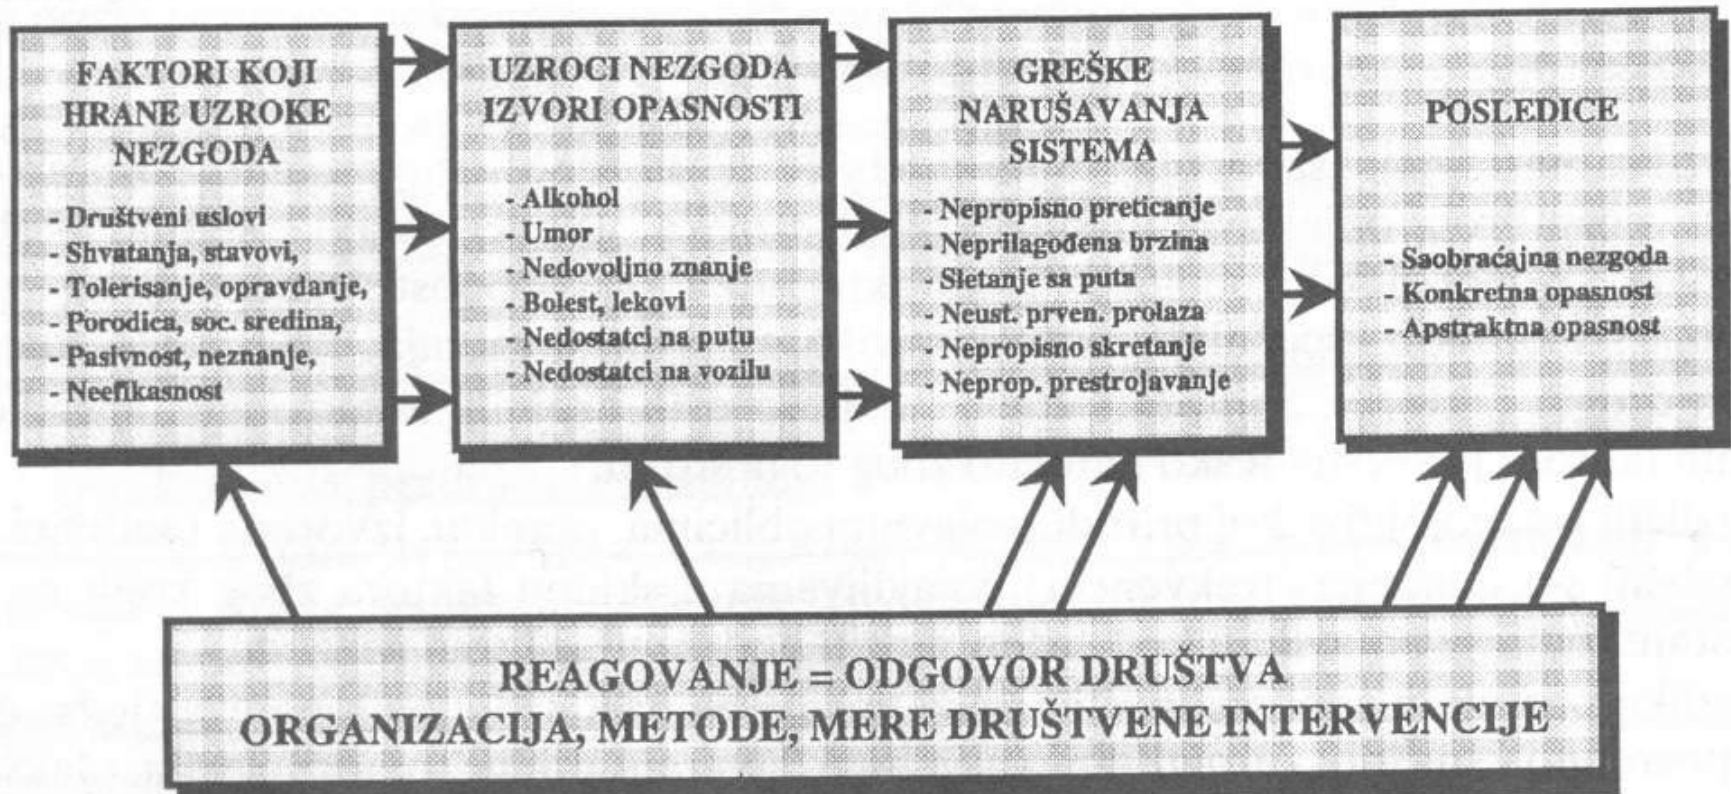 FAKTORI KOJI
HRANE UZROKE
NEZGODA
- Društveni uslovi
- Shvatanja, stavovi,
- Tolerisanje, opravdanje,
- Porodica, soc. sredina,
- Pasivnost, neznanje,
- Neefikasnost
UZROCI NEZGODA
IZVORI OPASNOSTI
- Alkohol
- Umor
- Nedovoljno znanje
- Bolest, lekovi
- Nedostatci na putu
- Nedostatci na vozilu
GREŠKE
NARUŠAVANJA
SISTEMA
- Nepropisno preticanje
- Neprilagođena brzina
- Sletanje sa puta
- Neust. prven. prolaza
- Nepropisno skretanje
- Neprop. prestrojavanje
POSLEDICE
- Saobraćajna nezgoda
- Konkretna opasnost
- Apstraktna opasnost
REAGOVANJE = ODGOVOR DRUŠTVA
ORGANIZACIJA, METODE, MERE DRUŠTVENE INTERVENCIJE